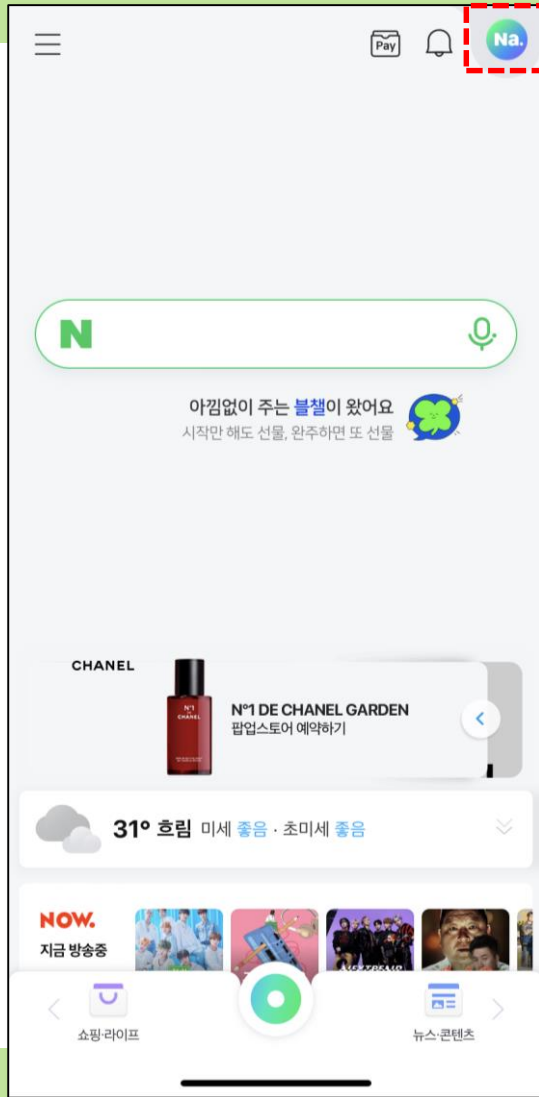 Pay
Na.
N
아낌없이 주는 블챌이 왔어요
시작만 해도 선물, 완주하면 또 선물
CHANEL
N°1
DE
CHANEL
N°1 DE CHANEL GARDEN
팝업스토어 예약하기
31° 흐림 미세 좋음 · 초미세 좋음
NOW.
지금 방송중
쇼핑·라이프
뉴스·콘텐츠